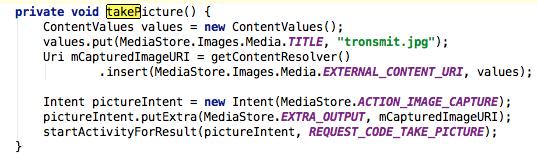 private void takePicture() {
    ContentValues values = new ContentValues();
    values.put(MediaStore.Images.Media.TITLE, "tronsmit.jpg");
    Uri mCapturedImageURI = getContentResolver()
            .insert(MediaStore.Images.Media.EXTERNAL_CONTENT_URI, values);

    Intent pictureIntent = new Intent(MediaStore.ACTION_IMAGE_CAPTURE);
    pictureIntent.putExtra(MediaStore.EXTRA_OUTPUT, mCapturedImageURI);
    startActivityForResult(pictureIntent, REQUEST_CODE_TAKE_PICTURE);
}